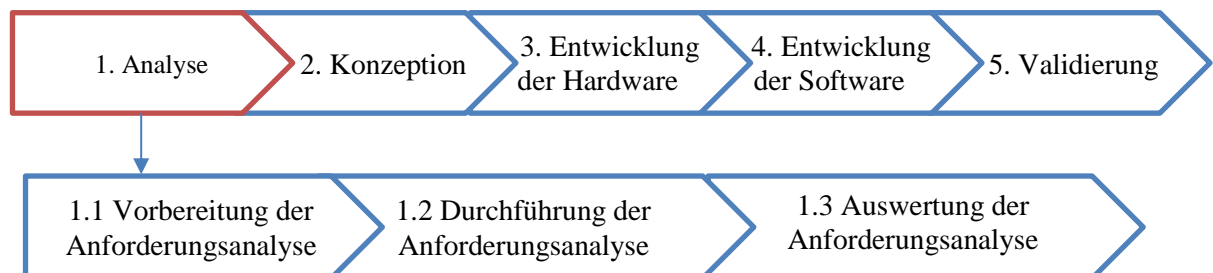 1. Analyse
2. Konzeption
3. Entwicklung
der Hardware
4. Entwicklung
der Software
5. Validierung
1.1 Vorbereitung der
Anforderungsanalyse
1.2 Durchführung der
Anforderungsanalyse
1.3 Auswertung der
Anforderungsanalyse